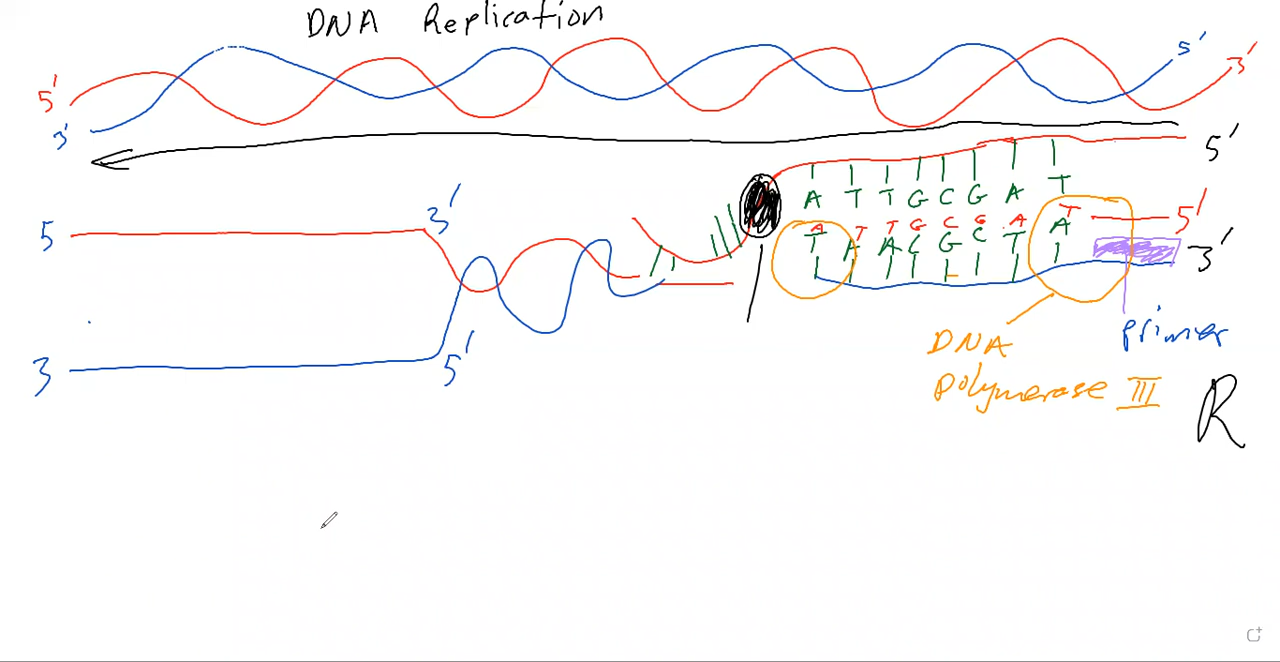 DNA Replication
5'
5'
3'
3'
5'
A T T G C G A T
3'
5
A T T G C G A T
5'
T A A C G C T A
3'
DNA
primer
3
5'
polymerase III
R